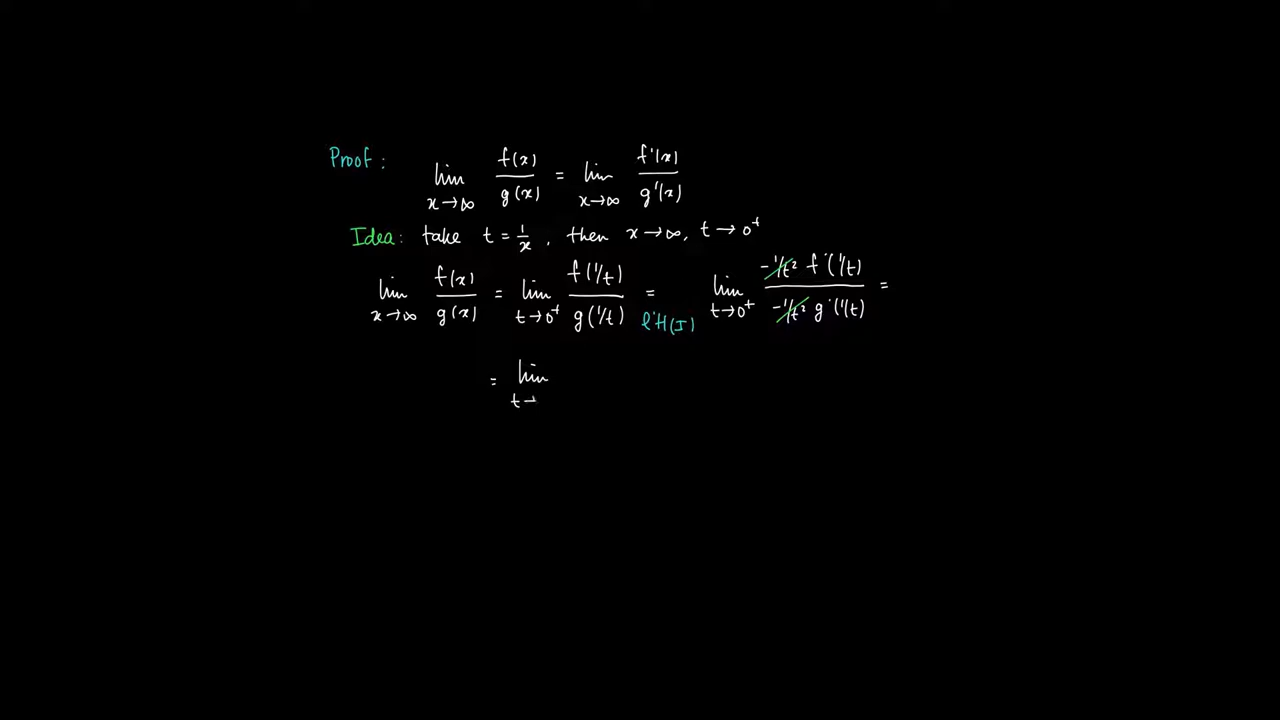 Proof: lim x→∞ f(x)/g(x) = lim x→∞ f'(x)/g'(x)
Idea: take t = 1/x, then x→∞, t→0⁺
lim x→∞ f(x)/g(x) = lim t→0⁺ f(1/t)/g(1/t) = l'H(I) lim t→0⁺ -1/t² f'(1/t)/-1/t² g'(1/t) =
= lim t→